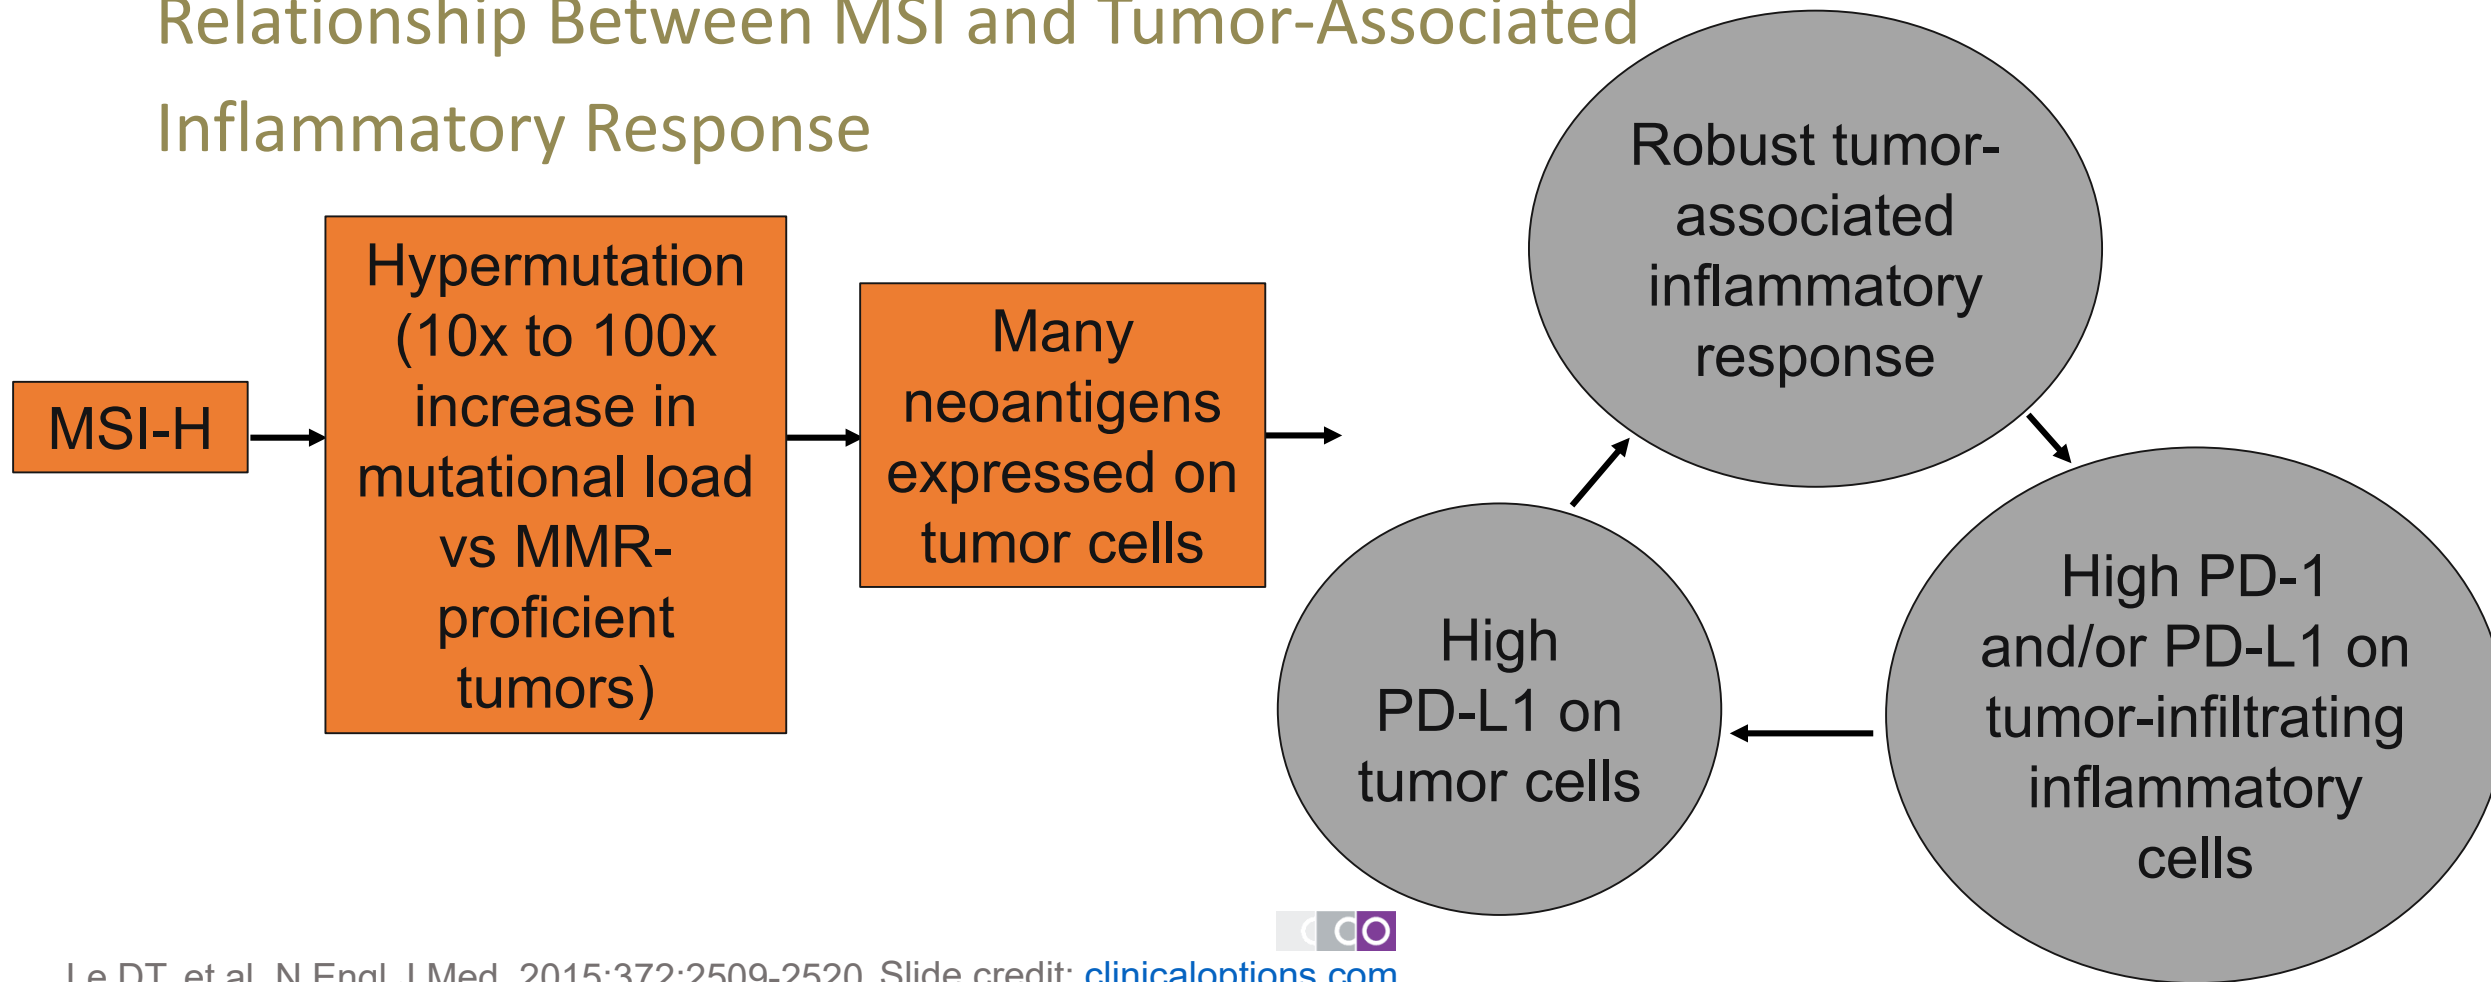 Relationship Between MSI and Tumor-Associated
Inflammatory Response
MSI-H
Hypermutation
(10x to 100x
increase in
mutational load
vs MMR-
proficient
tumors)
Many
neoantigens
expressed on
tumor cells
Robust tumor-
associated
inflammatory
response
High PD-1
and/or PD-L1 on
tumor-infiltrating
inflammatory
cells
High
PD-L1 on
tumor cells
Le DT, et al. N Engl J Med. 2015;372:2509-2520. Slide credit: clinicaloptions.com